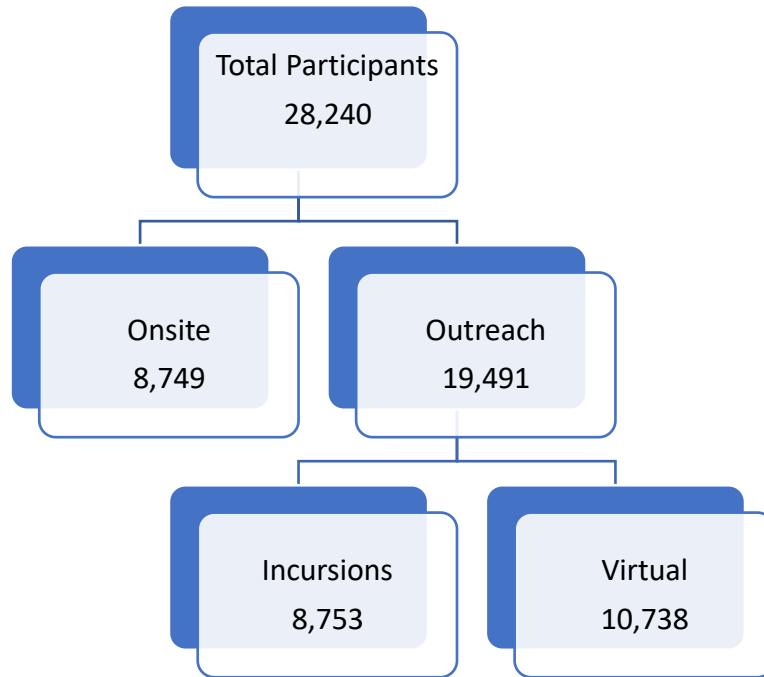 Total Participants
28,240
Onsite
8,749
Outreach
19,491
Incursions
8,753
Virtual
10,738